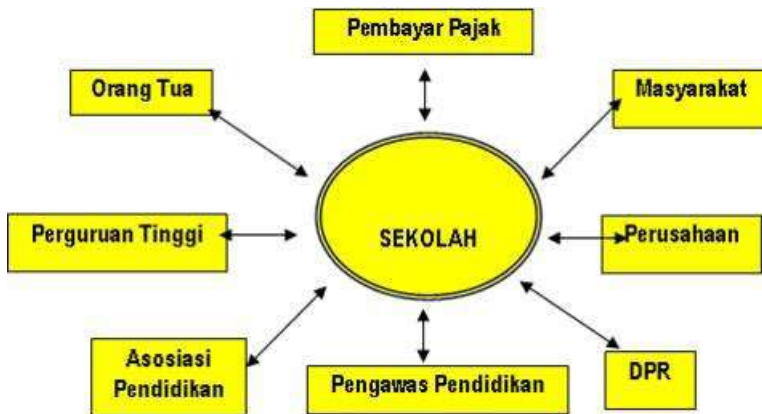 Pembayar Pajak
Orang Tua
Masyarakat
Perguruan Tinggi
SEKOLAH
Perusahaan
Asosiasi
Pendidikan
Pengawas Pendidikan
DPR